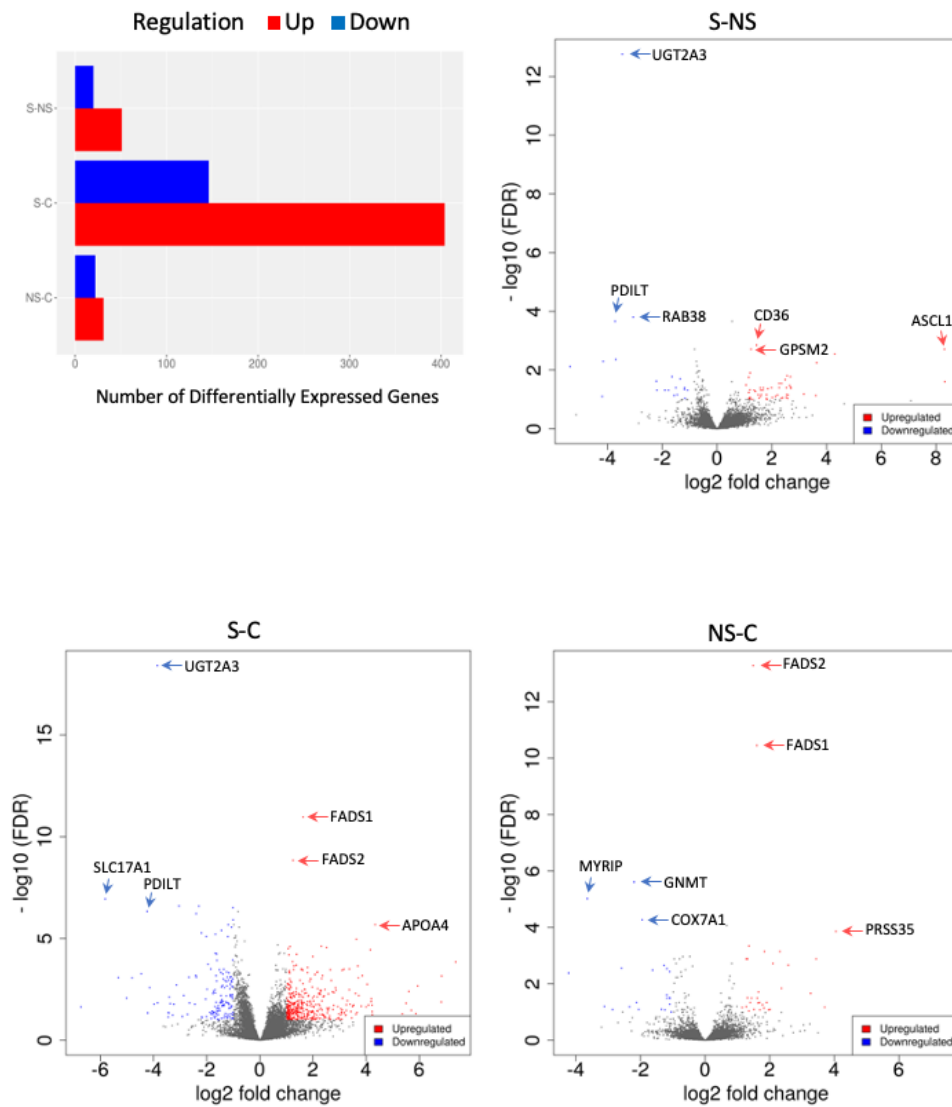 Regulation Up Down
S-NS
S-C
NS-C
0 100 200 300 400
Number of Differentially Expressed Genes
S-NS
UGT2A3
PDILT
RAB38
CD36
GPSM2
ASCL1
12
10
8
6
4
2
0
- log10 (FDR)
Upregulated
Downregulated
-4 -2 0 2 4 6 8
log2 fold change
S-C
UGT2A3
FADS1
FADS2
SLC17A1
PDILT
APOA4
15
10
5
0
- log10 (FDR)
Upregulated
Downregulated
-6 -4 -2 0 2 4 6
log2 fold change
NS-C
FADS2
FADS1
MYRIP
GNMT
COX7A1
PRSS35
12
10
8
6
4
2
0
- log10 (FDR)
Upregulated
Downregulated
-4 -2 0 2 4 6
log2 fold change